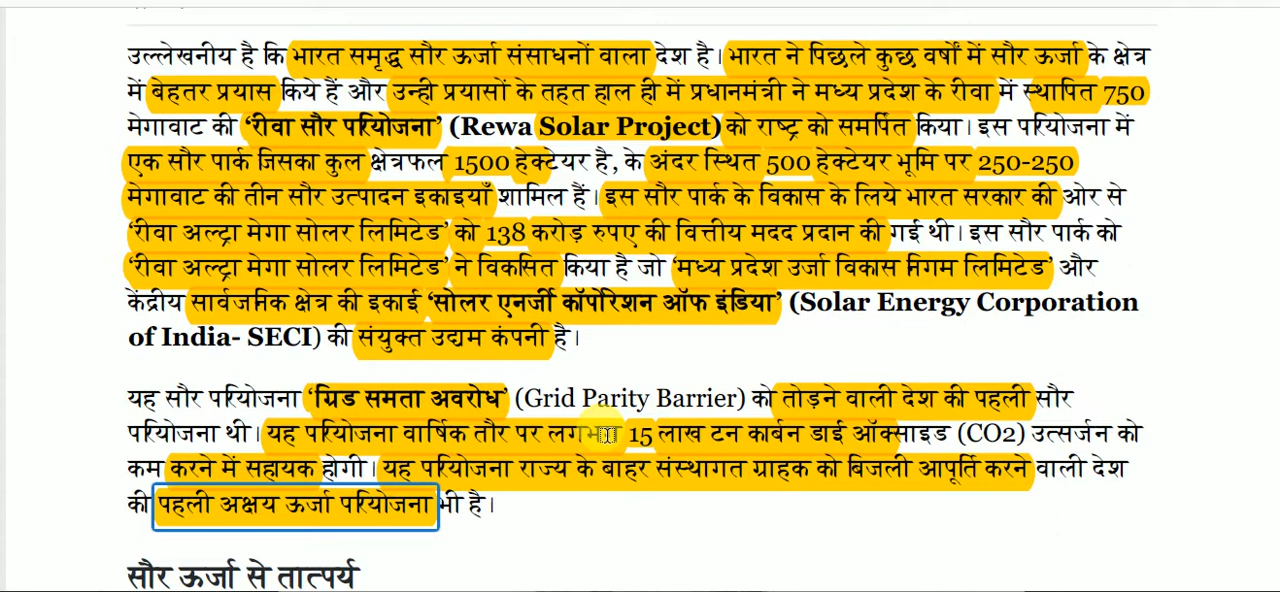 उल्लेखनीय है कि भारत समृद्ध सौर ऊर्जा संसाधनों वाला देश है। भारत ने पिछले कुछ वर्षों में सौर ऊर्जा के क्षेत्र
में बेहतर प्रयास किये हैं और उन्ही प्रयासों के तहत हाल ही में प्रधानमंत्री ने मध्य प्रदेश के रीवा में स्थापित 750
मेगावाट की ‘रीवा सौर परियोजना’ (Rewa Solar Project) को राष्ट्र को समर्पित किया। इस परियोजना में
एक सौर पार्क जिसका कुल क्षेत्रफल 1500 हेक्टेयर है, के अंदर स्थित 500 हेक्टेयर भूमि पर 250-250
मेगावाट की तीन सौर उत्पादन इकाइयाँ शामिल हैं। इस सौर पार्क के विकास के लिये भारत सरकार की ओर से
‘रीवा अल्ट्रा मेगा सोलर लिमिटेड’ को 138 करोड़ रुपए की वित्तीय मदद प्रदान की गई थी। इस सौर पार्क को
‘रीवा अल्ट्रा मेगा सोलर लिमिटेड’ ने विकसित किया है जो ‘मध्य प्रदेश उर्जा विकास निगम लिमिटेड’ और
केंद्रीय सार्वजनिक क्षेत्र की इकाई ‘सोलर एनर्जी कॉर्पोरेशन ऑफ इंडिया’ (Solar Energy Corporation
of India- SECI) की संयुक्त उद्यम कंपनी है।
यह सौर परियोजना ‘ग्रिड समता अवरोध’ (Grid Parity Barrier) को तोड़ने वाली देश की पहली सौर
परियोजना थी। यह परियोजना वार्षिक तौर पर लगभग 15 लाख टन कार्बन डाई ऑक्साइड (CO2) उत्सर्जन को
कम करने में सहायक होगी। यह परियोजना राज्य के बाहर संस्थागत ग्राहक को बिजली आपूर्ति करने वाली देश
की पहली अक्षय ऊर्जा परियोजना भी है।
सौर ऊर्जा से तात्पर्य